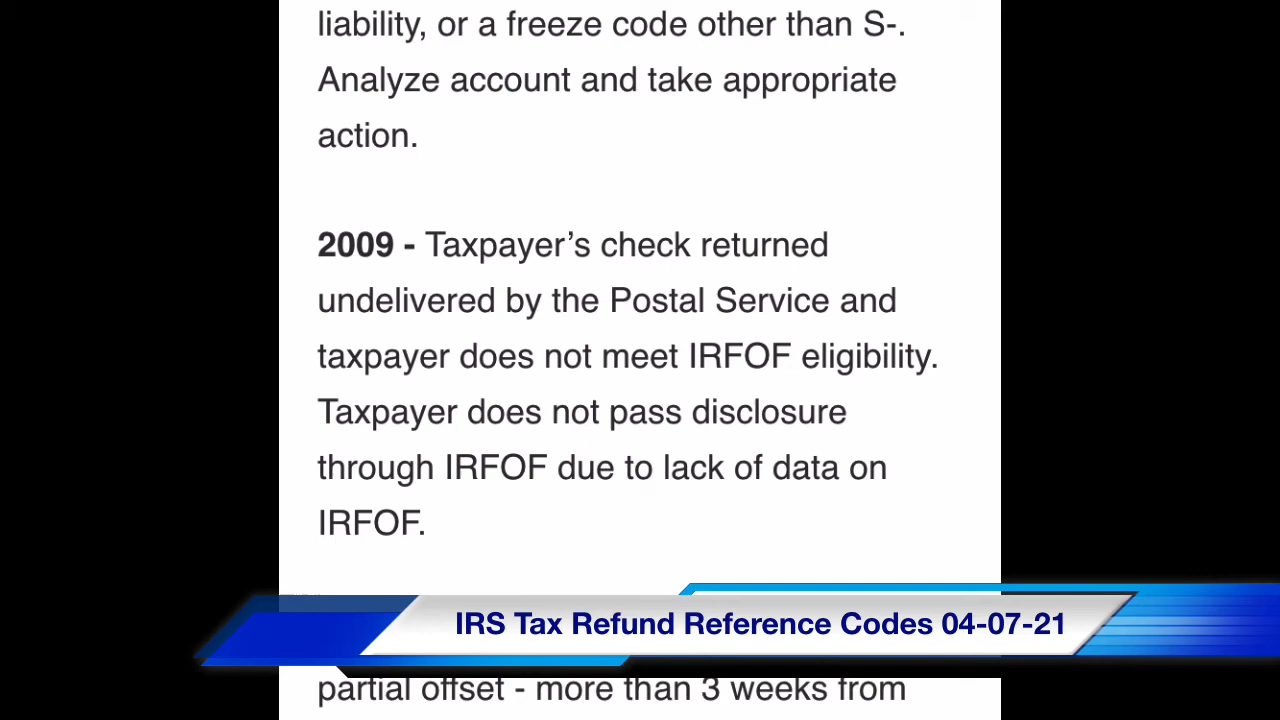 liability, or a freeze code other than S-.
Analyze account and take appropriate
action.
2009 - Taxpayer’s check returned
undelivered by the Postal Service and
taxpayer does not meet IRFOF eligibility.
Taxpayer does not pass disclosure
through IRFOF due to lack of data on
IRFOF.
IRS Tax Refund Reference Codes 04-07-21
partial offset - more than 3 weeks from